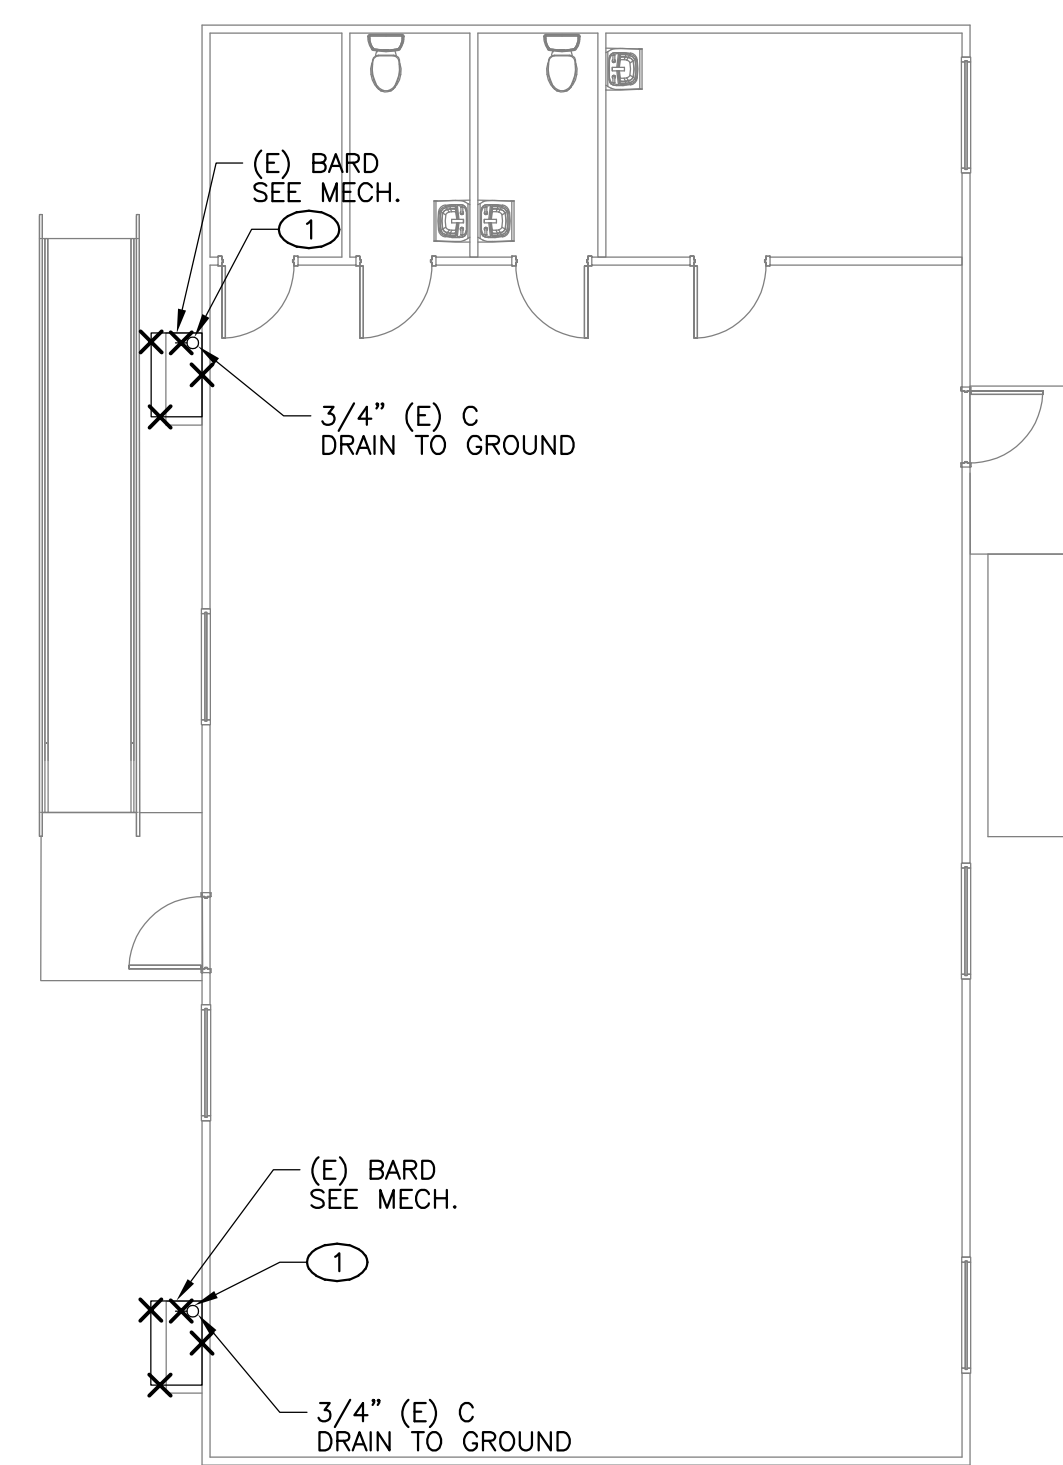 (E) BARD
SEE MECH.
1
3/4” (E) C
DRAIN TO GROUND
(E) BARD
SEE MECH.
1
3/4” (E) C
DRAIN TO GROUND